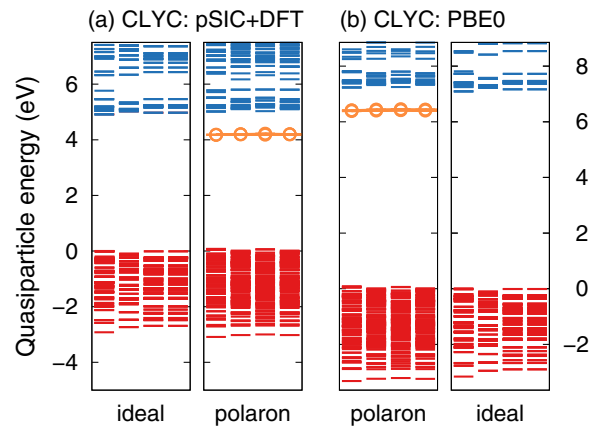 (a) CLYC: pSIC+DFT
(b) CLYC: PBE0
Quasiparticle energy (eV)
6
4
2
0
−2
−4
8
6
4
2
0
−2
ideal
polaron
polaron
ideal